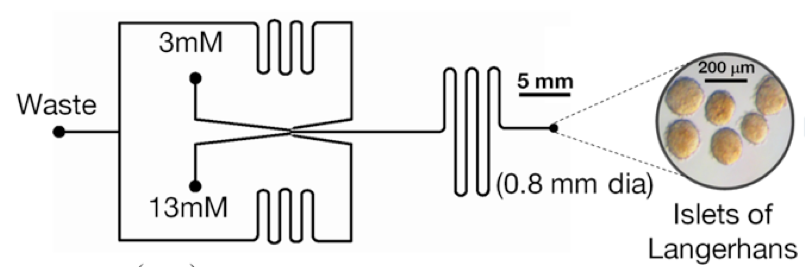 3mM
Waste
13mM
5 mm
200 μm
(0.8 mm dia)
Islets of
Langerhans